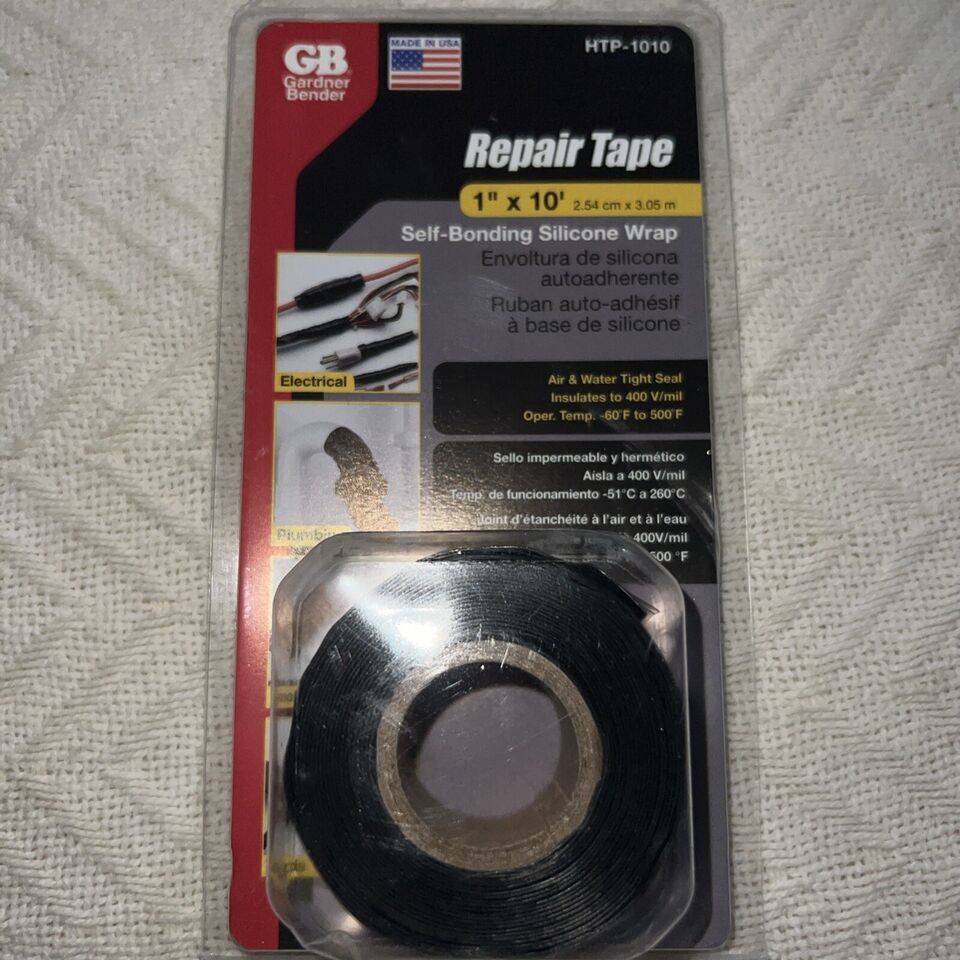 GB
Gardner
Bender
MADE IN USA
HTP-1010
Repair Tape
1" x 10' 2.54 cm x 3.05 m
Self-Bonding Silicone Wrap
Envoltura de silicona
autoadherente
Ruban auto-adhésif
à base de silicone
Electrical
Air & Water Tight Seal
Insulates to 400 V/mil
Oper. Temp. -60°F to 500°F
Sello impermeable y hermético
Aisla a 400 V/mil
Temp. de funcionamiento -51°C a 260°C
Joint d'étanchéité à l'air et à l'eau
à 400V/mil
500 °F